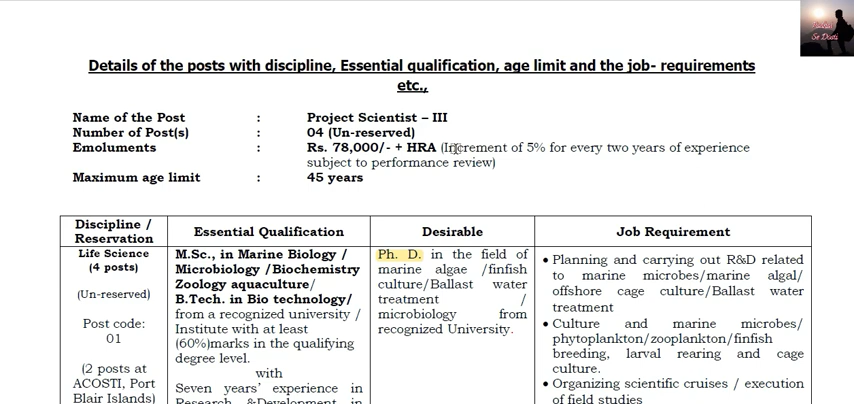 Details of the posts with discipline, Essential qualification, age limit and the job- requirements
etc.,
Name of the Post : Project Scientist – III
Number of Post(s) : 04 (Un-reserved)
Emoluments : Rs. 78,000/- + HRA (Increment of 5% for every two years of experience
subject to performance review)
Maximum age limit : 45 years
Discipline /
Reservation
Essential Qualification
Desirable
Job Requirement
Life Science
(4 posts)
(Un-reserved)
Post code:
01
(2 posts at
ACOSTI, Port
Blair Islands)
M.Sc., in Marine Biology /
Microbiology /Biochemistry
Zoology aquaculture/
B.Tech. in Bio technology/
from a recognized university /
Institute with at least
(60%)marks in the qualifying
degree level.
with
Seven years' experience in
Research &Development in
Ph. D. in the field of
marine algae /finfish
culture/Ballast water
treatment /
microbiology from
recognized University.
• Planning and carrying out R&D related
to marine microbes/marine algal/
offshore cage culture/Ballast water
treatment
• Culture and marine microbes/
phytoplankton/zooplankton/finfish
breeding, larval rearing and cage
culture.
• Organizing scientific cruises / execution
of field studies